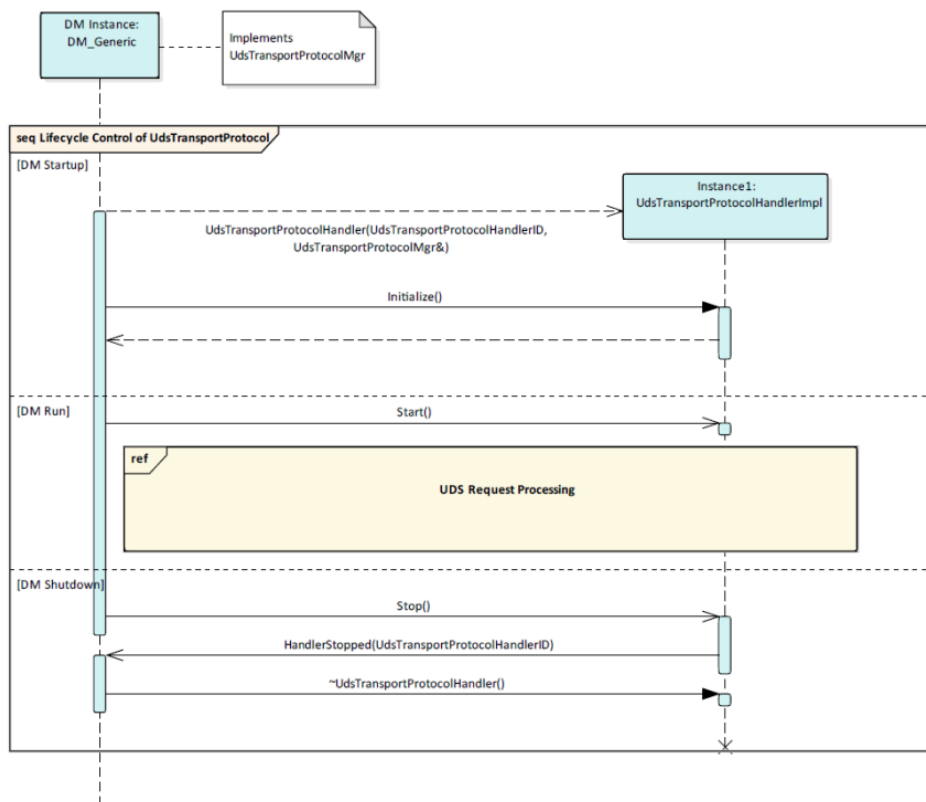 DM Instance:
DM_Generic
Implements
UdsTransportProtocolMgr
seq Lifecycle Control of UdsTransportProtocol
[DM Startup]
Instance1:
UdsTransportProtocolHandlerImpl
UdsTransportProtocolHandler(UdsTransportProtocolHandlerID,
UdsTransportProtocolMgr&)
Initialize()
[DM Run]
Start()
ref
UDS Request Processing
[DM Shutdown]
Stop()
HandlerStopped(UdsTransportProtocolHandlerID)
~UdsTransportProtocolHandler()